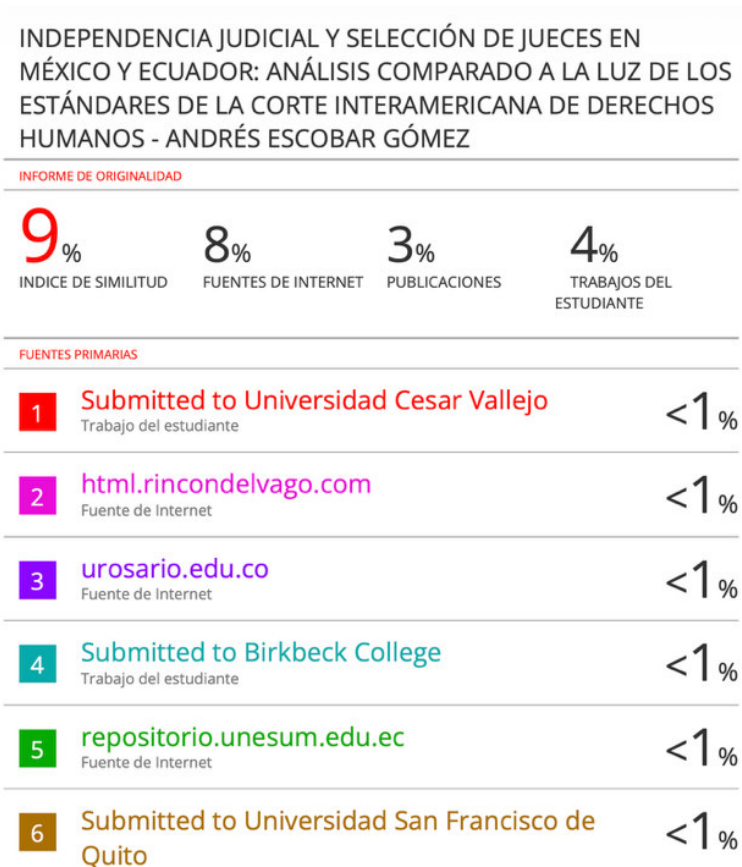 INDEPENDENCIA JUDICIAL Y SELECCIÓN DE JUECES EN
MÉXICO Y ECUADOR: ANÁLISIS COMPARADO A LA LUZ DE LOS
ESTÁNDARES DE LA CORTE INTERAMERICANA DE DERECHOS
HUMANOS - ANDRÉS ESCOBAR GÓMEZ
INFORME DE ORIGINALIDAD
9% 8% 3% 4%
INDICE DE SIMILITUD FUENTES DE INTERNET PUBLICACIONES TRABAJOS DEL
ESTUDIANTE
FUENTES PRIMARIAS
1 Submitted to Universidad Cesar Vallejo <1%
Trabajo del estudiante
2 html.rincondelvago.com <1%
Fuente de Internet
3 urosario.edu.co <1%
Fuente de Internet
4 Submitted to Birkbeck College <1%
Trabajo del estudiante
5 repositorio.unesum.edu.ec <1%
Fuente de Internet
6 Submitted to Universidad San Francisco de <1%
Quito